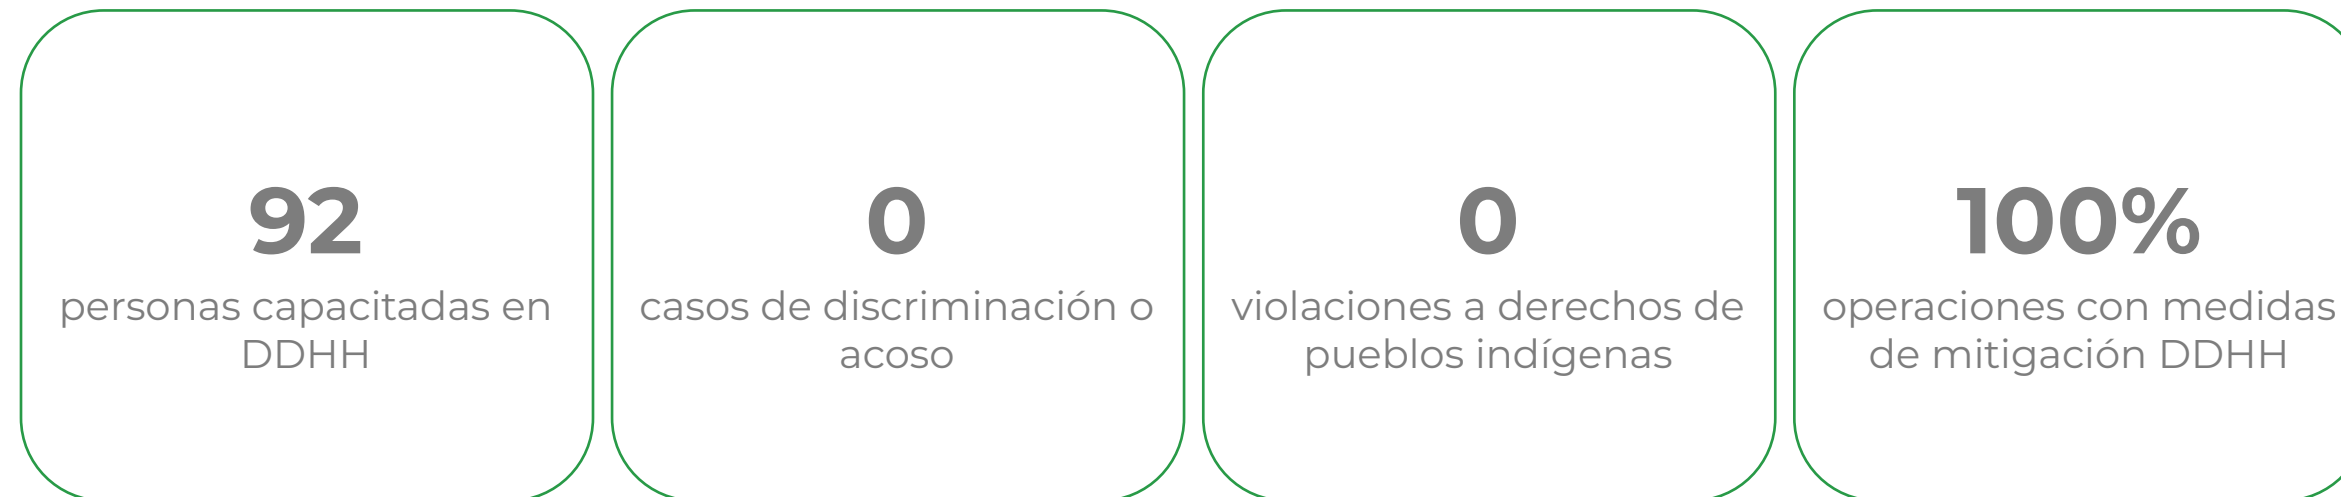 92
personas capacitadas en
DDHH
0
casos de discriminación o
acoso
0
violaciones a derechos de
pueblos indígenas
100%
operaciones con medidas
de mitigación DDHH